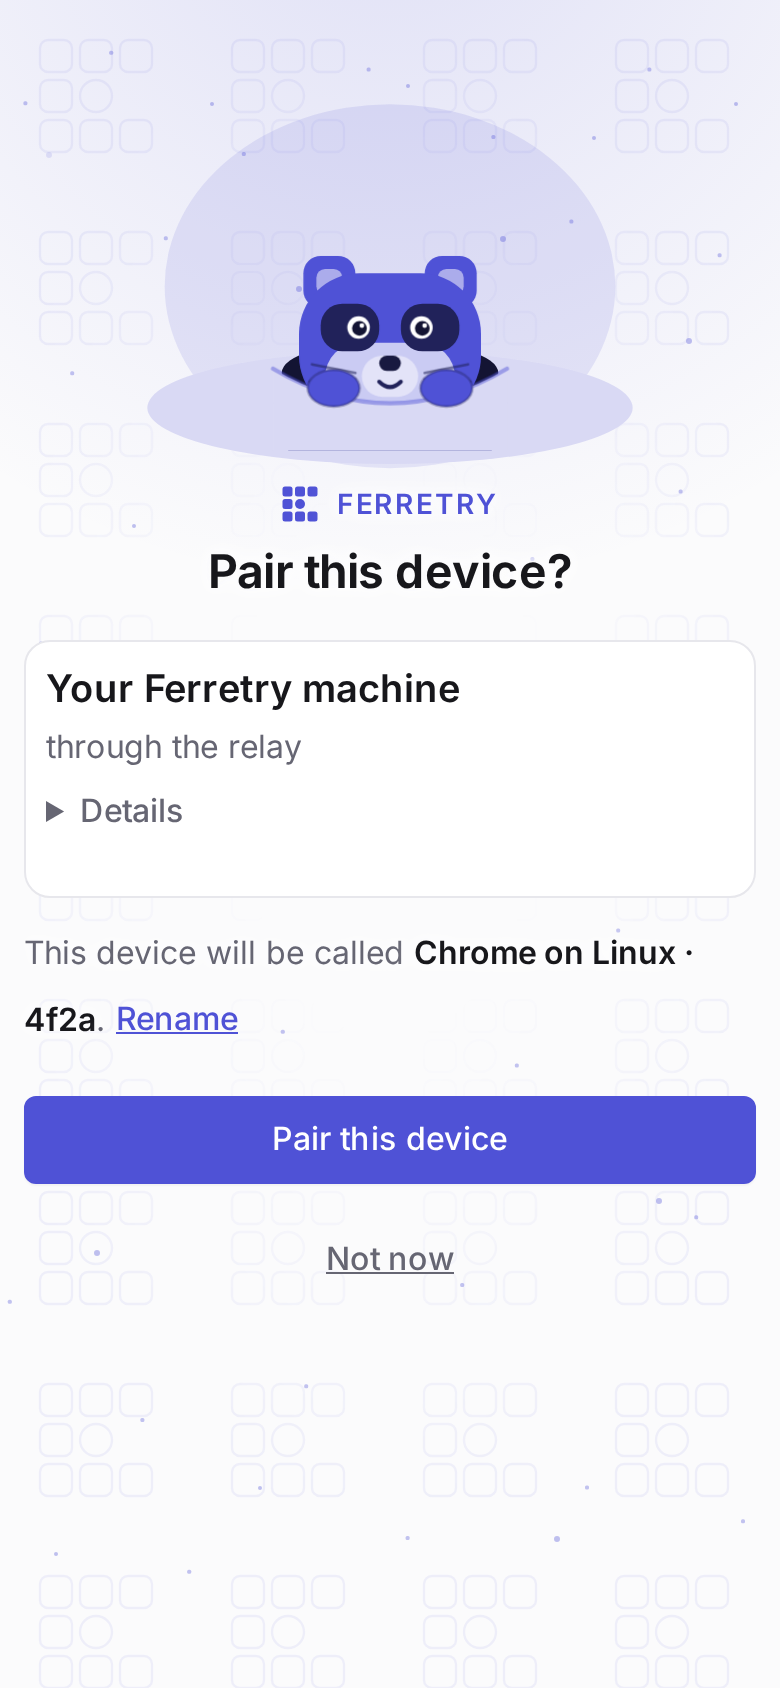 FERRETRY
Pair this device?
Your Ferretry machine
through the relay
Details
This device will be called Chrome on Linux ·
4f2a. Rename
Pair this device
Not now